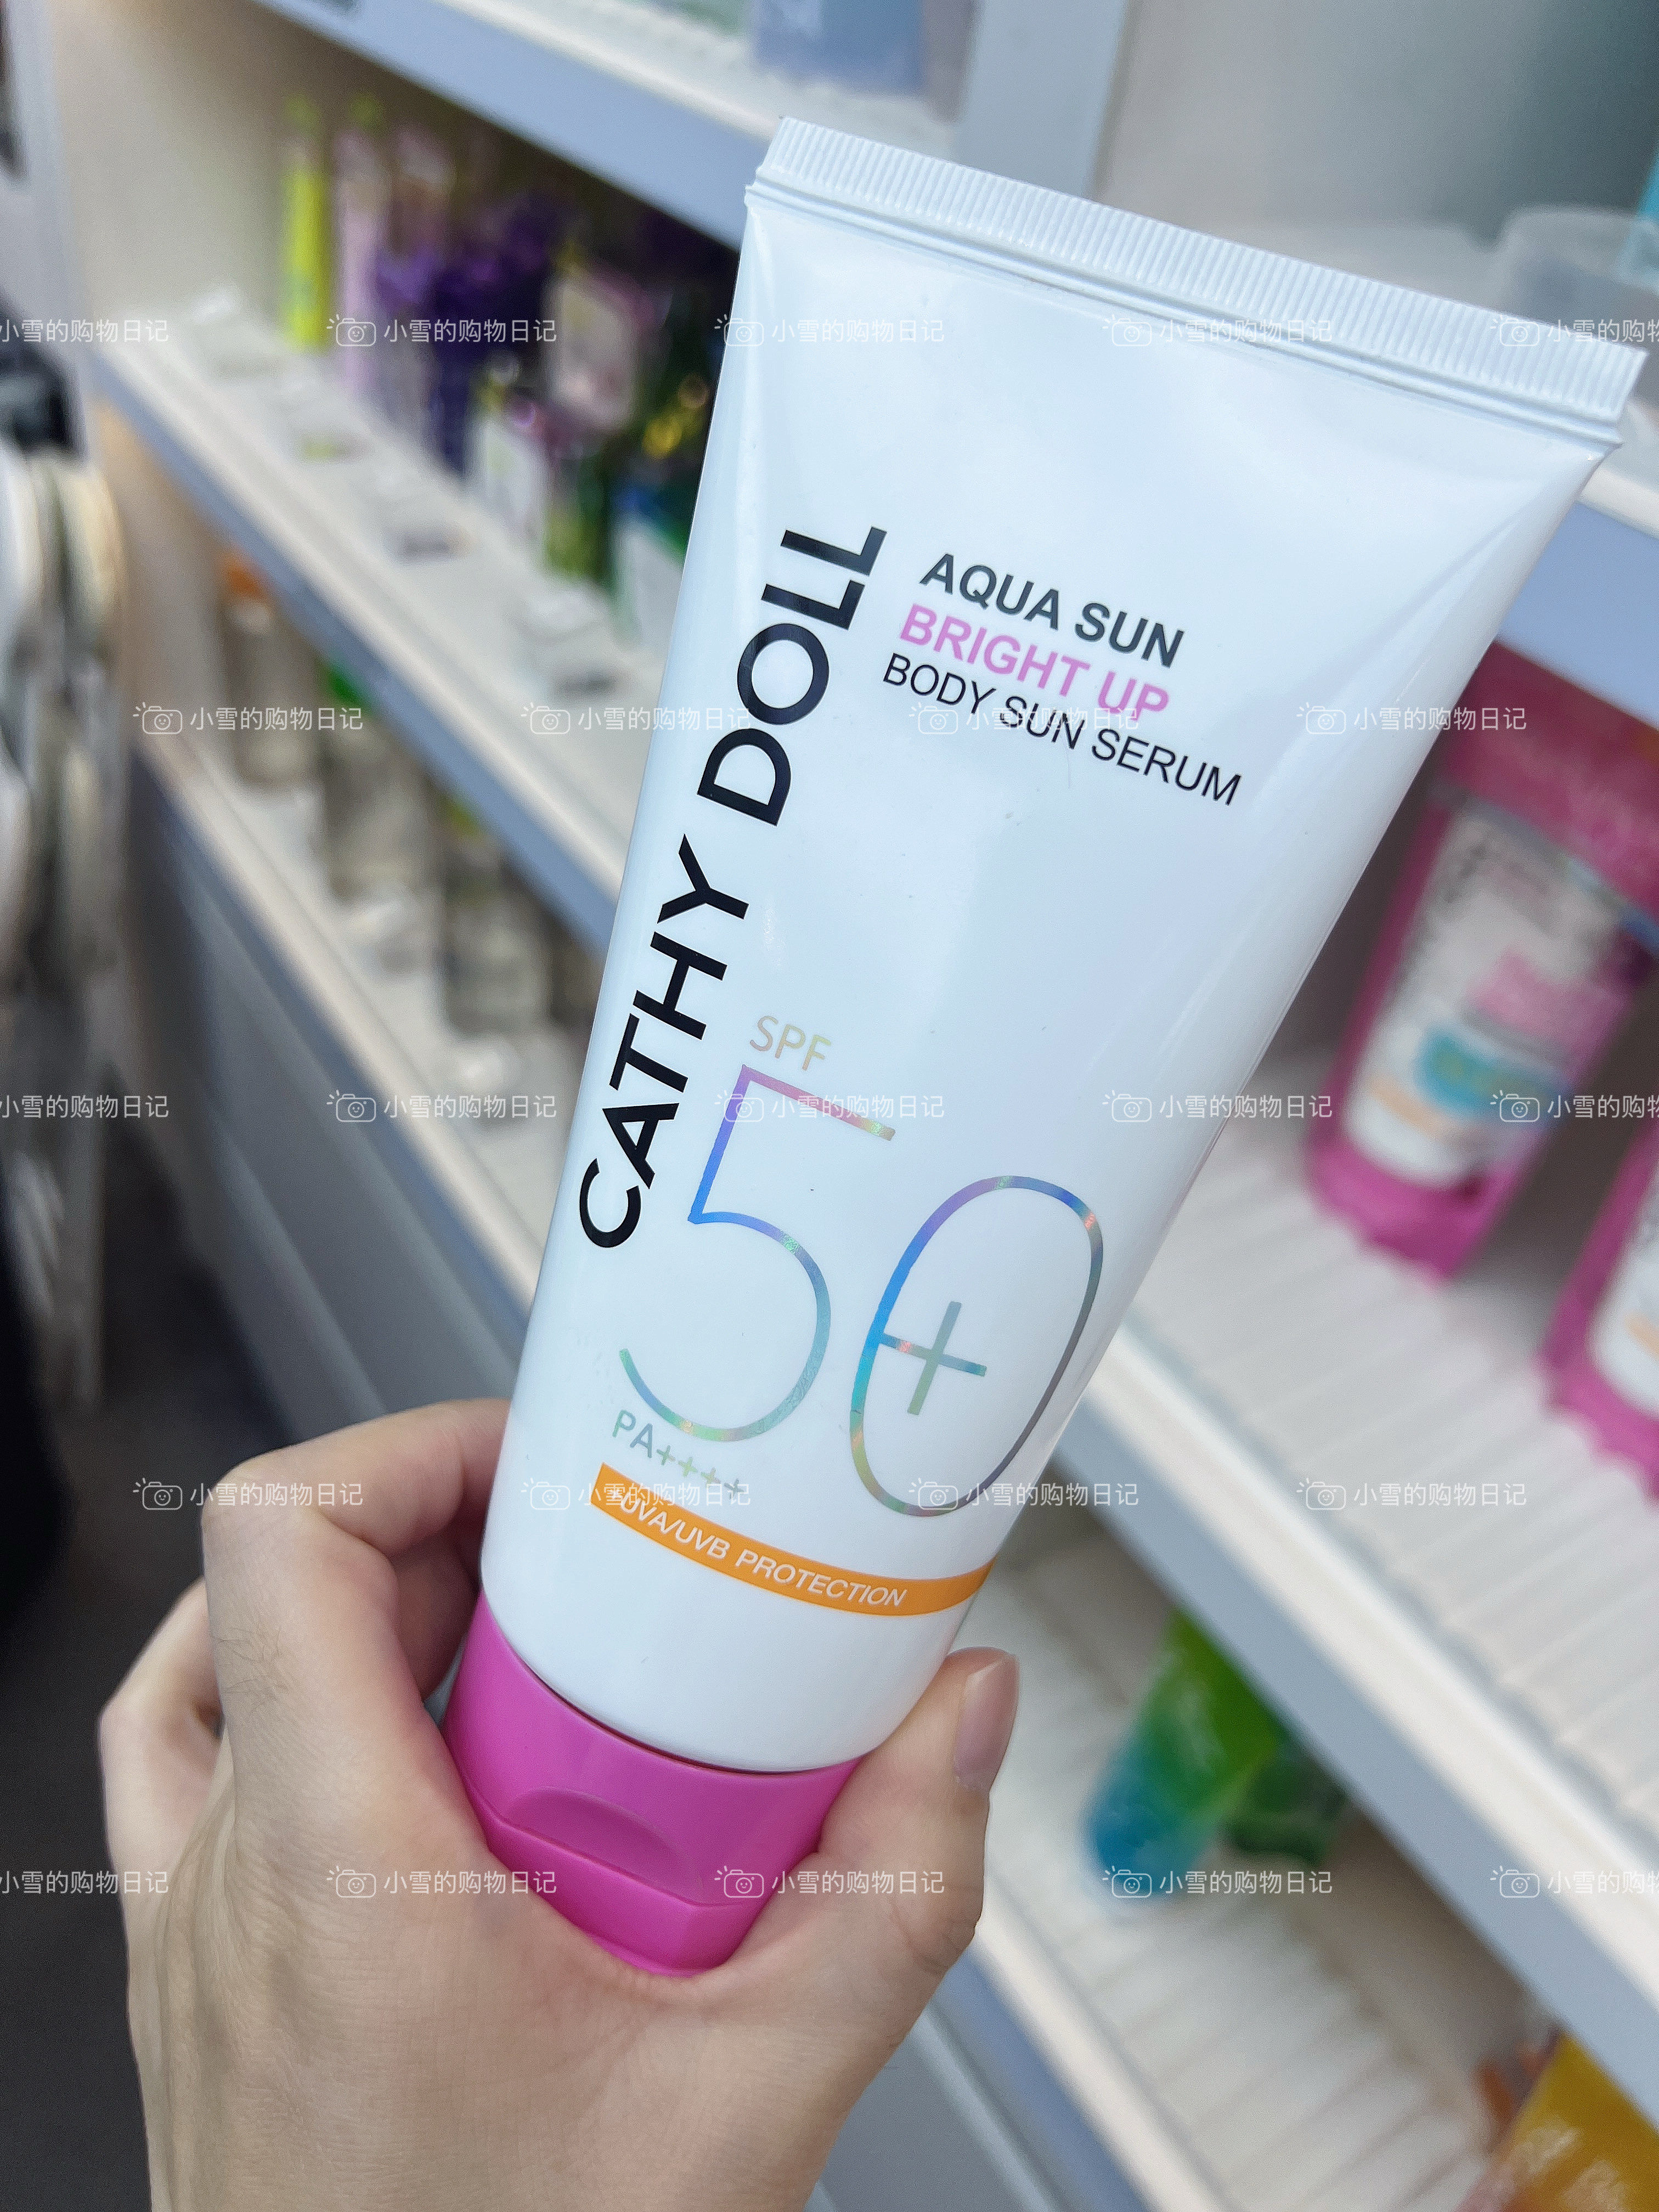 CATHY DOLL
AQUA SUN
BRIGHT UP
BODY SUN SERUM
SPF
50+
PA++++
+UVA/UVB PROTECTION
小雪的购物日记